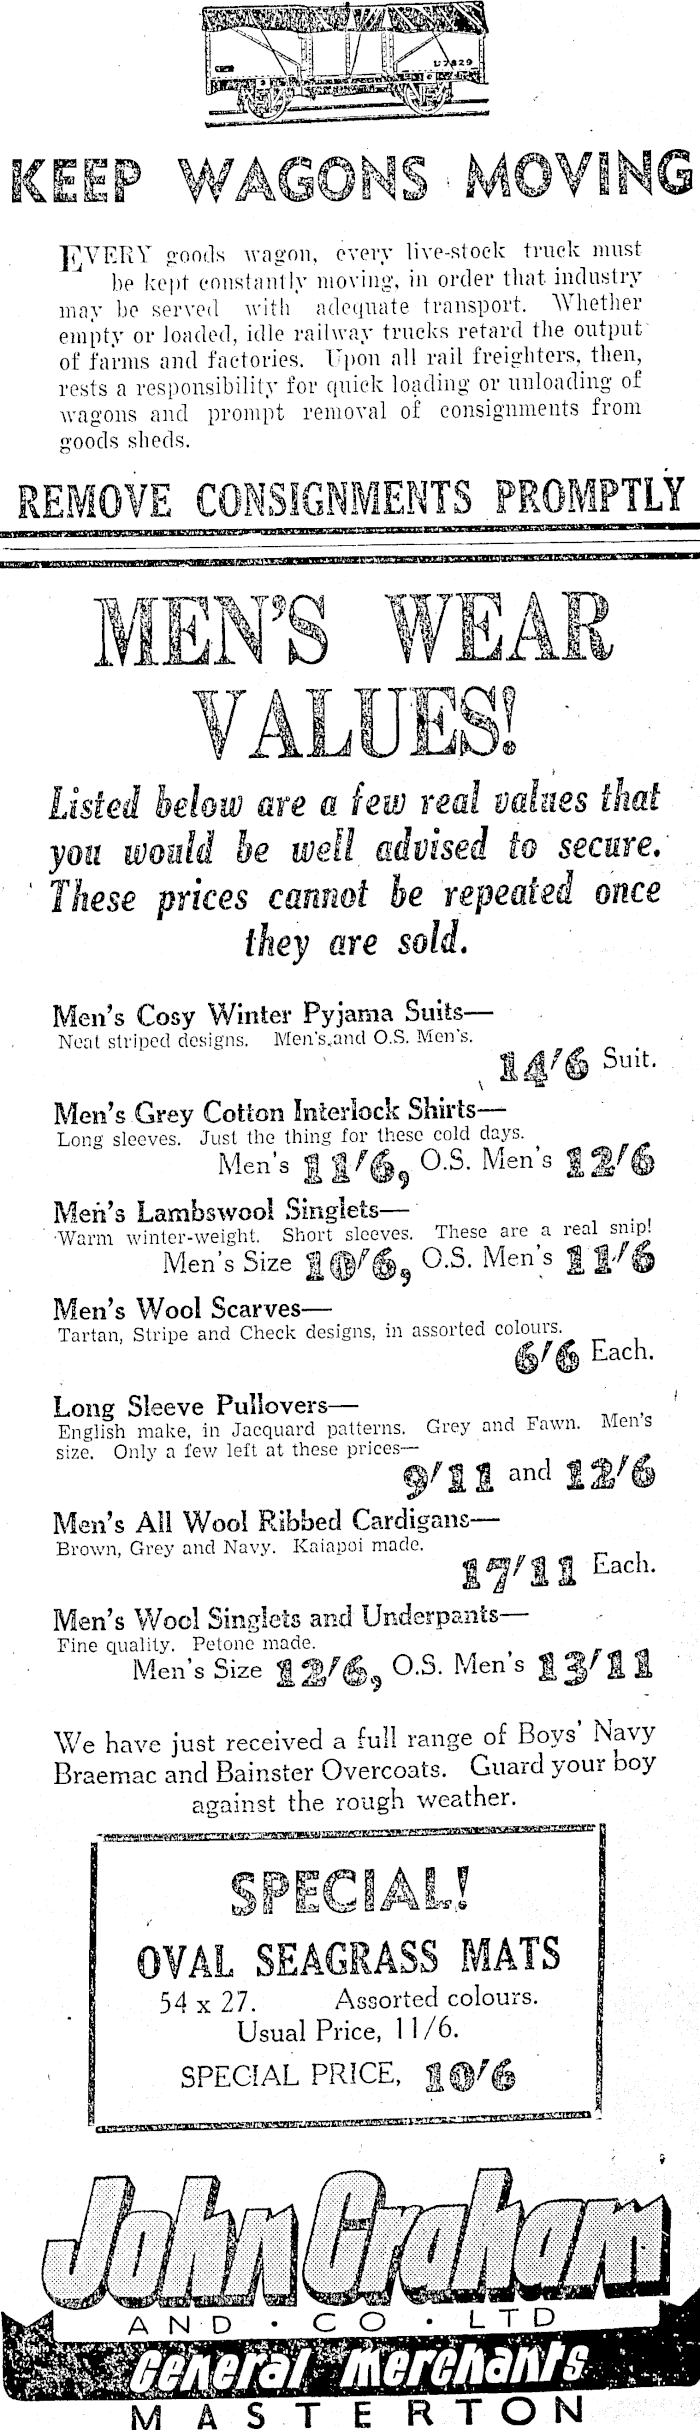 U7829
KEEP WAGONS MOVING
EVERY goods wagon, every live-stock truck must
be kept constantly moving, in order that industry
may be served with adequate transport. Whether
empty or loaded, idle railway trucks retard the output
of farms and factories. Upon all rail freighters, then,
rests a responsibility for quick loading or unloading of
wagons and prompt removal of consignments from
goods sheds.
REMOVE CONSIGNMENTS PROMPTLY
MEN'S WEAR
VALUES!
Listed below are a few real values that
you would be well advised to secure.
These prices cannot be repeated once
they are sold.
Men's Cosy Winter Pyjama Suits—
Neat striped designs. Men's and O.S. Men's.
14/6 Suit.
Men's Grey Cotton Interlock Shirts—
Long sleeves. Just the thing for these cold days.
Men's 11/6, O.S. Men's 12/6
Men's Lambswool Singlets—
Warm winter-weight. Short sleeves. These are a real snip!
Men's Size 10/6, O.S. Men's 11/6
Men's Wool Scarves—
Tartan, Stripe and Check designs, in assorted colours.
6/6 Each.
Long Sleeve Pullovers—
English make, in Jacquard patterns. Grey and Fawn. Men's
size. Only a few left at these prices—
9/11 and 12/6
Men's All Wool Ribbed Cardigans—
Brown, Grey and Navy. Kaiapoi made.
17/11 Each.
Men's Wool Singlets and Underpants—
Fine quality. Petone made.
Men's Size 12/6, O.S. Men's 13/11
We have just received a full range of Boys' Navy
Braemac and Bainster Overcoats. Guard your boy
against the rough weather.
SPECIAL!
OVAL SEAGRASS MATS
54 x 27. Assorted colours.
Usual Price, 11/6.
SPECIAL PRICE, 10/6
John Graham
AND · CO · LTD
General Merchants
MASTERTON